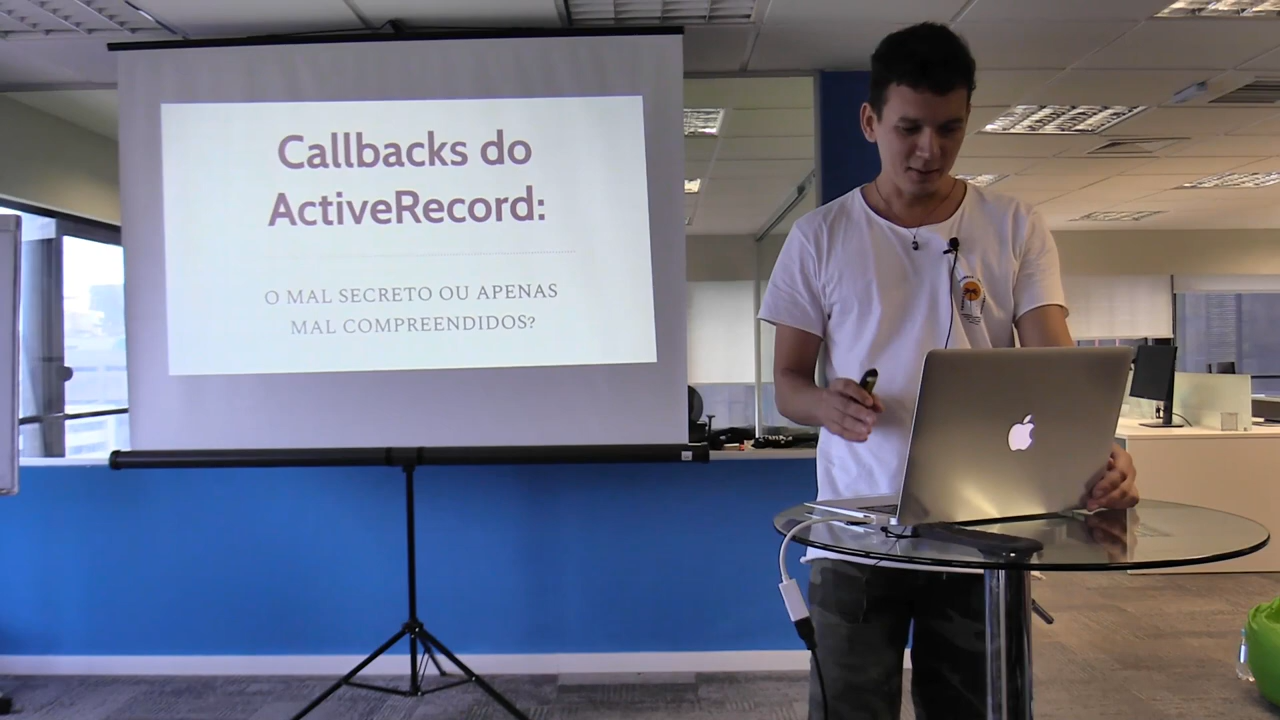 Callbacks do
ActiveRecord:
O MAL SECRETO OU APENAS
MAL COMPREENDIDOS?